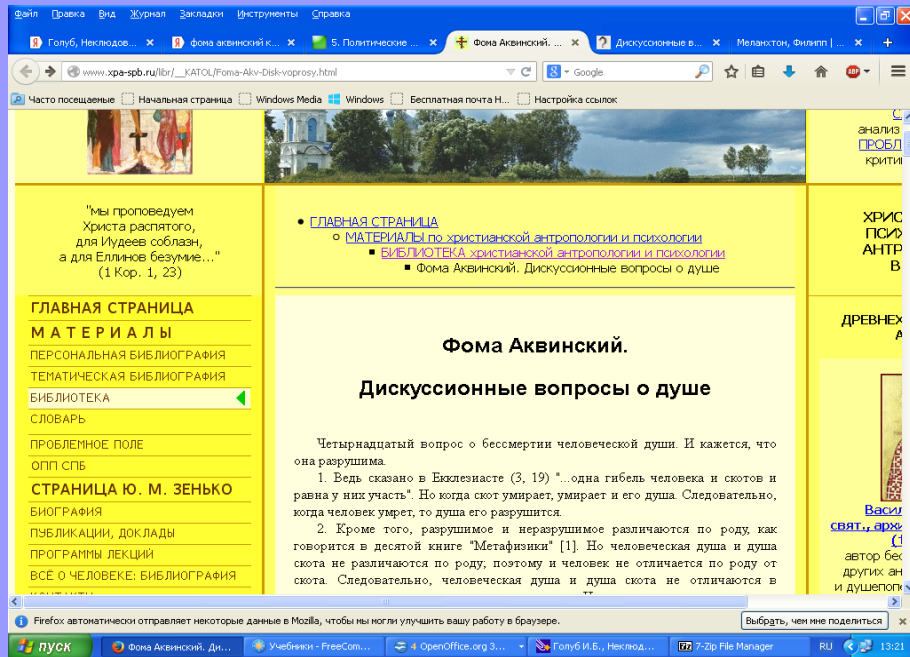 Файл Правка Вид Журнал Закладки Инструменты Справка
Голуб, Неклюдов... × фома аквинский к... × 5. Политические ... × Фома Аквинский. ... × Дискуссионные в... × Меланхтон, Филипп | ... × +
www.xpa-spb.ru/libr/__KATOL/Foma-Akv-Disk-voprosy.html
Google
ABP
Часто посещаемые Начальная страница Windows Media Windows Бесплатная почта H... Настройка ссылок
"мы проповедуем
Христа распятого,
для Иудеев соблазн,
а для Еллинов безумие..."
(1 Кор. 1, 23)
ГЛАВНАЯ СТРАНИЦА
МАТЕРИАЛЫ
ПЕРСОНАЛЬНАЯ БИБЛИОГРАФИЯ
ТЕМАТИЧЕСКАЯ БИБЛИОГРАФИЯ
БИБЛИОТЕКА
СЛОВАРЬ
ПРОБЛЕМНОЕ ПОЛЕ
ОПП СПБ
СТРАНИЦА Ю. М. ЗЕНЬКО
БИОГРАФИЯ
ПУБЛИКАЦИИ, ДОКЛАДЫ
ПРОГРАММЫ ЛЕКЦИЙ
ВСЁ О ЧЕЛОВЕКЕ: БИБЛИОГРАФИЯ
ГЛАВНАЯ СТРАНИЦА
МАТЕРИАЛЫ по христианской антропологии и психологии
БИБЛИОТЕКА христианской антропологии и психологии
Фома Аквинский. Дискуссионные вопросы о душе
Фома Аквинский.
Дискуссионные вопросы о душе
Четырнадцатый вопрос о бессмертии человеческой души. И кажется, что
она разрушима.
1. Ведь сказано в Екклезиасте (3, 19) "...одна гибель человека и скотов и
равна у них участь". Но когда скот умирает, умирает и его душа. Следовательно,
когда человек умрет, то душа его разрушится.
2. Кроме того, разрушимое и неразрушимое различаются по роду, как
говорится в десятой книге "Метафизики" [1]. Но человеческая душа и душа
скота не различаются по роду; поэтому и человек не отличается по роду от
скота. Следовательно, человеческая душа и душа скота не отличаются в
анализ
ПРОБЛ
крити
ХРИС
ПСИХ
АНТР
В
ДРЕВНЕХ
А
Васил
свят., архи
автор бес
других ан
и душепоп
Firefox автоматически отправляет некоторые данные в Mozilla, чтобы мы могли улучшить вашу работу в браузере.
Выбрать, чем мне поделиться ×
пуск Фома Аквинский. Ди... Учебники - FreeCom... 4 OpenOffice.org 3... Голуб И.Б., Неклюд... 7-Zip File Manager RU 13:21